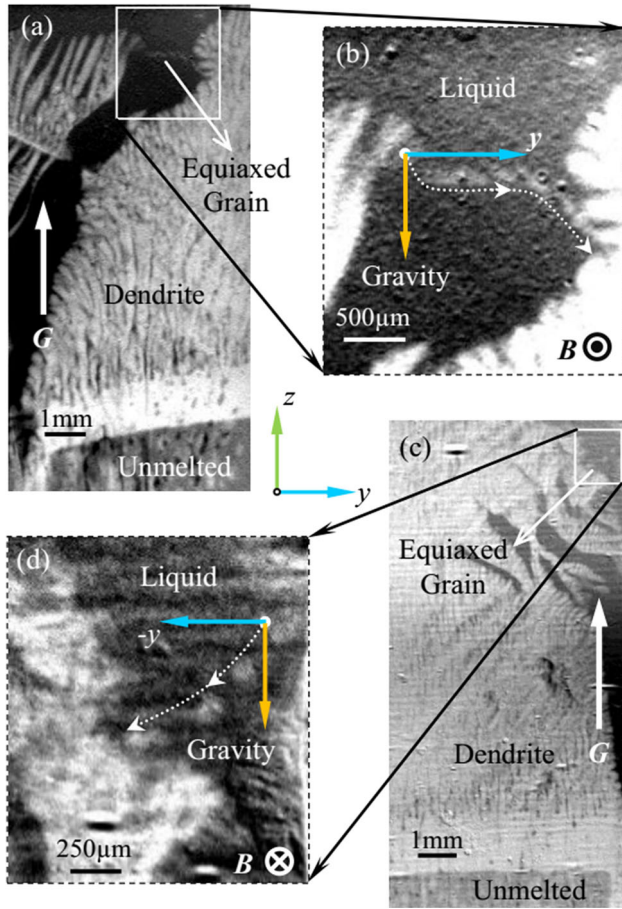 (a)
Equiaxed
Grain
G
Dendrite
1mm
Unmelted
(b)
Liquid
y
Gravity
500μm
B
z
y
(c)
Equiaxed
Grain
G
Dendrite
1mm
Unmelted
(d)
Liquid
-y
Gravity
250μm
B